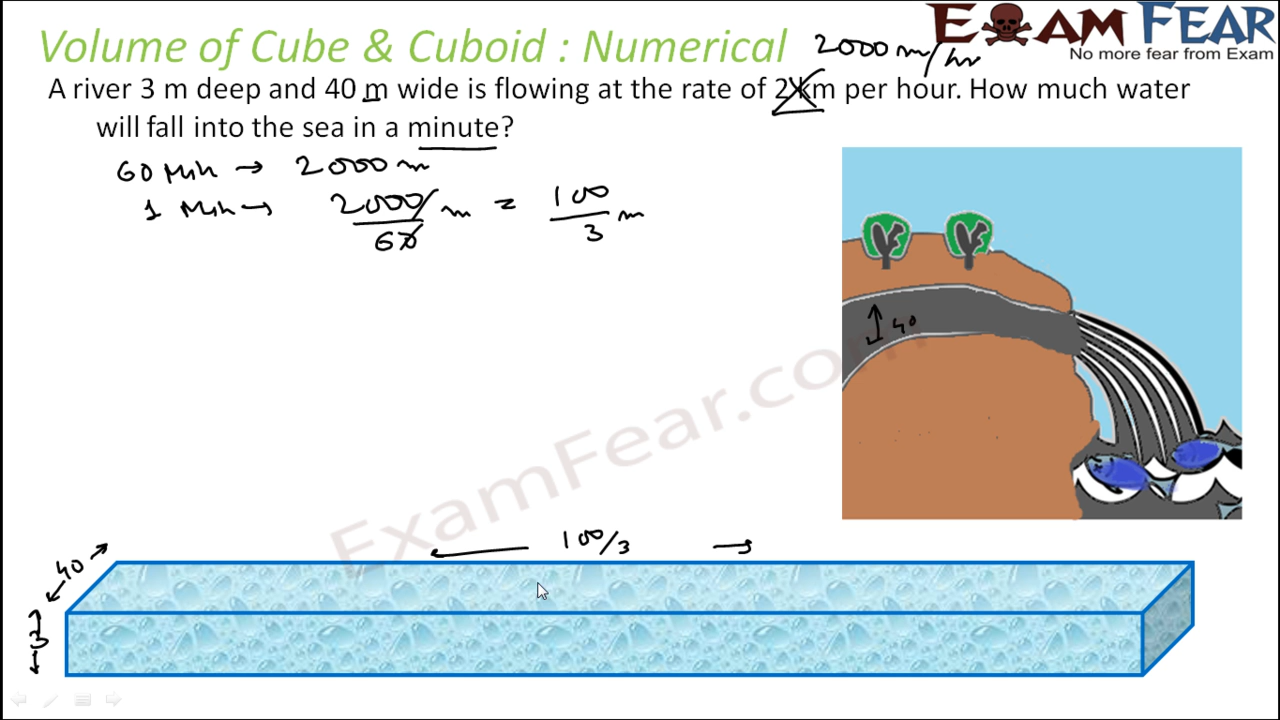 Volume of Cube & Cuboid : Numerical
EXAM FEAR
No more fear from Exam
2000 m/hr
A river 3 m deep and 40 m wide is flowing at the rate of 2 km per hour. How much water
will fall into the sea in a minute?
60 Min → 2000 m
1 Min → 2000/60 m = 100/3 m
40
ExamFear.com
100/3
40
3